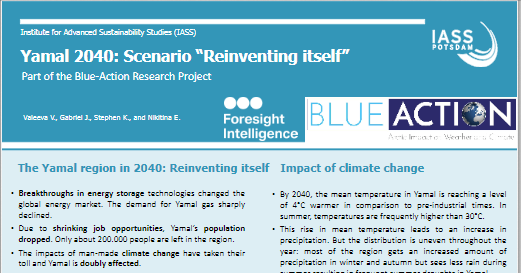 Institute for Advanced Sustainability Studies (IASS)
Yamal 2040: Scenario “Reinventing itself”
Part of the Blue-Action Research Project
IASS
POTSDAM
Valeeva V., Gabriel J., Stephen K., and Nikitina E.
Foresight
Intelligence
BLUE ACTION
Arctic Impact on Weather and Climate
The Yamal region in 2040: Reinventing itself
• Breakthroughs in energy storage technologies changed the
global energy market. The demand for Yamal gas sharply
declined.
• Due to shrinking job opportunities, Yamal’s population
dropped. Only about 200.000 people are left in the region.
• The impacts of man-made climate change have taken their
toll and Yamal is doubly affected.
Impact of climate change
• By 2040, the mean temperature in Yamal is reaching a level
of 4°C warmer in comparison to pre-industrial times. In
summer, temperatures are frequently higher than 30°C.
• This rise in mean temperature leads to an increase in
precipitation. But the distribution is uneven throughout the
year: most of the region gets an increased amount of
precipitation in winter and autumn but sees less rain during
summer resulting in frequent summer droughts in Yamal